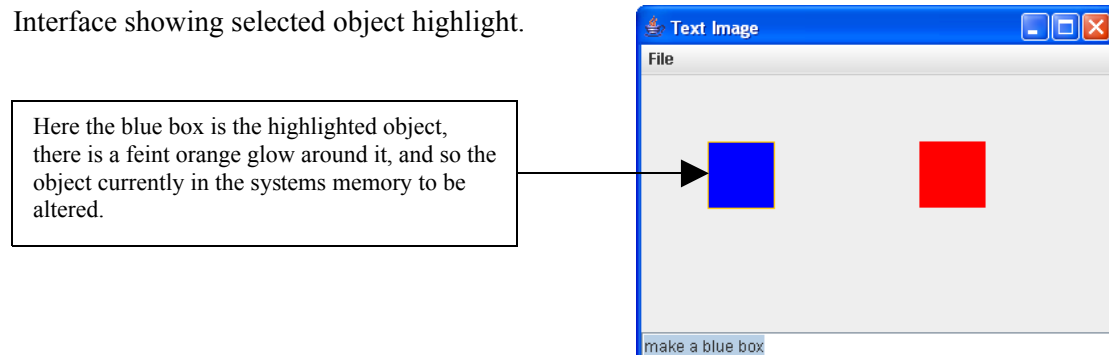 Interface showing selected object highlight.
Here the blue box is the highlighted object,
there is a feint orange glow around it, and so the
object currently in the systems memory to be
altered.
Text Image
File
make a blue box